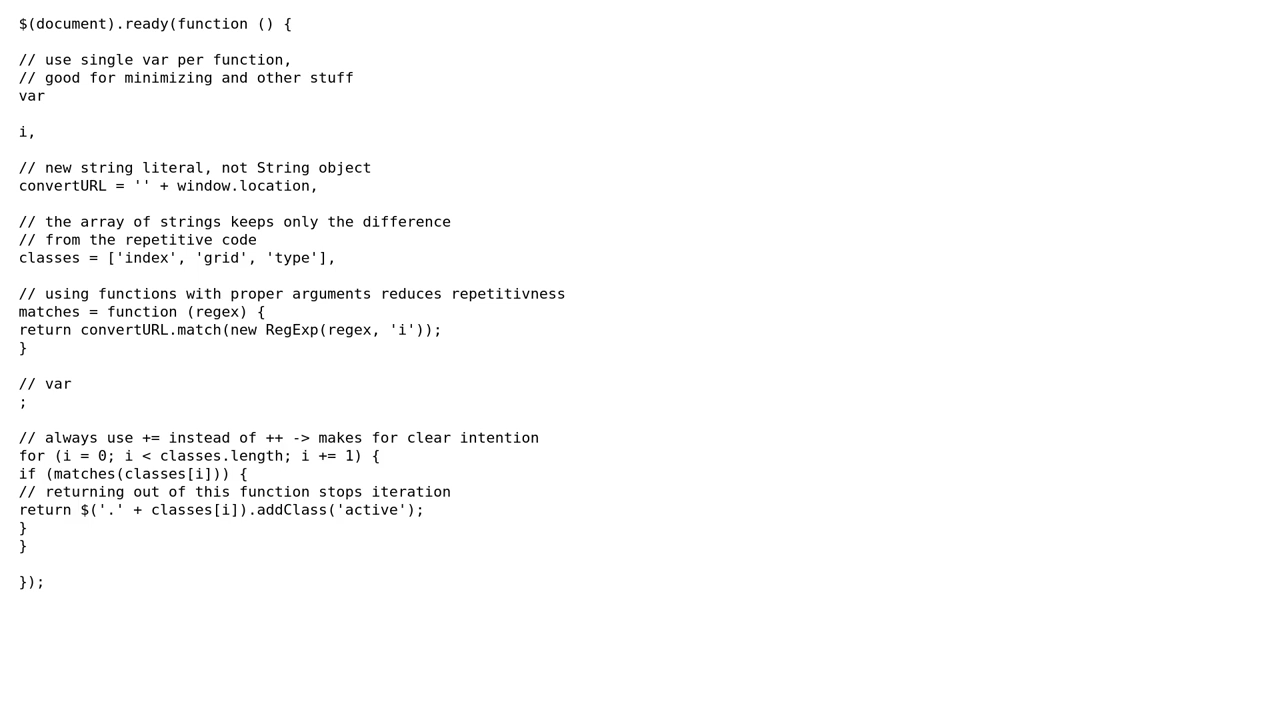 $(document).ready(function () {

// use single var per function,
// good for minimizing and other stuff
var

i,

// new string literal, not String object
convertURL = '' + window.location,

// the array of strings keeps only the difference
// from the repetitive code
classes = ['index', 'grid', 'type'],

// using functions with proper arguments reduces repetitivness
matches = function (regex) {
return convertURL.match(new RegExp(regex, 'i'));
}

// var
;

// always use += instead of ++ -> makes for clear intention
for (i = 0; i < classes.length; i += 1) {
if (matches(classes[i])) {
// returning out of this function stops iteration
return $('.' + classes[i]).addClass('active');
}
}

});